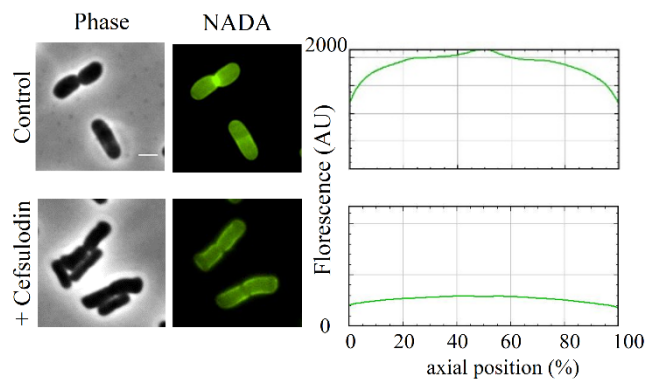 Phase NADA
Control
+ Cefsulodin
2000
Florescence (AU)
0
0 20 40 60 80 100
axial position (%)